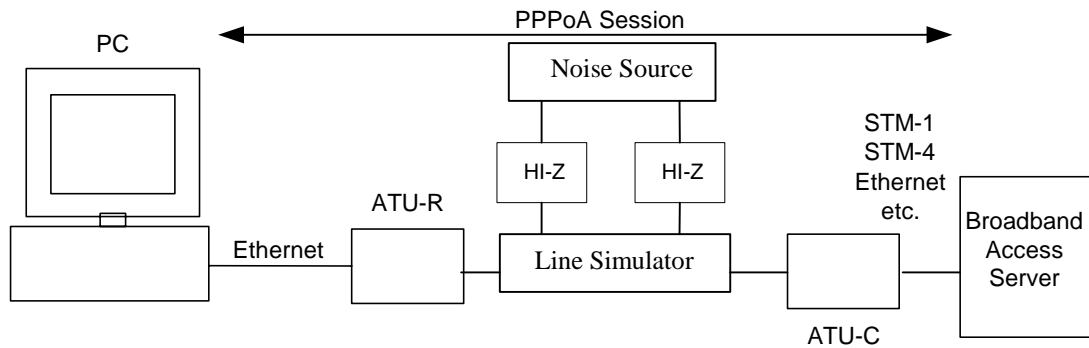 PPPoA Session
PC
Noise Source
STM-1
STM-4
Ethernet
etc.
HI-Z
HI-Z
ATU-R
Broadband
Access
Server
Ethernet
Line Simulator
ATU-C